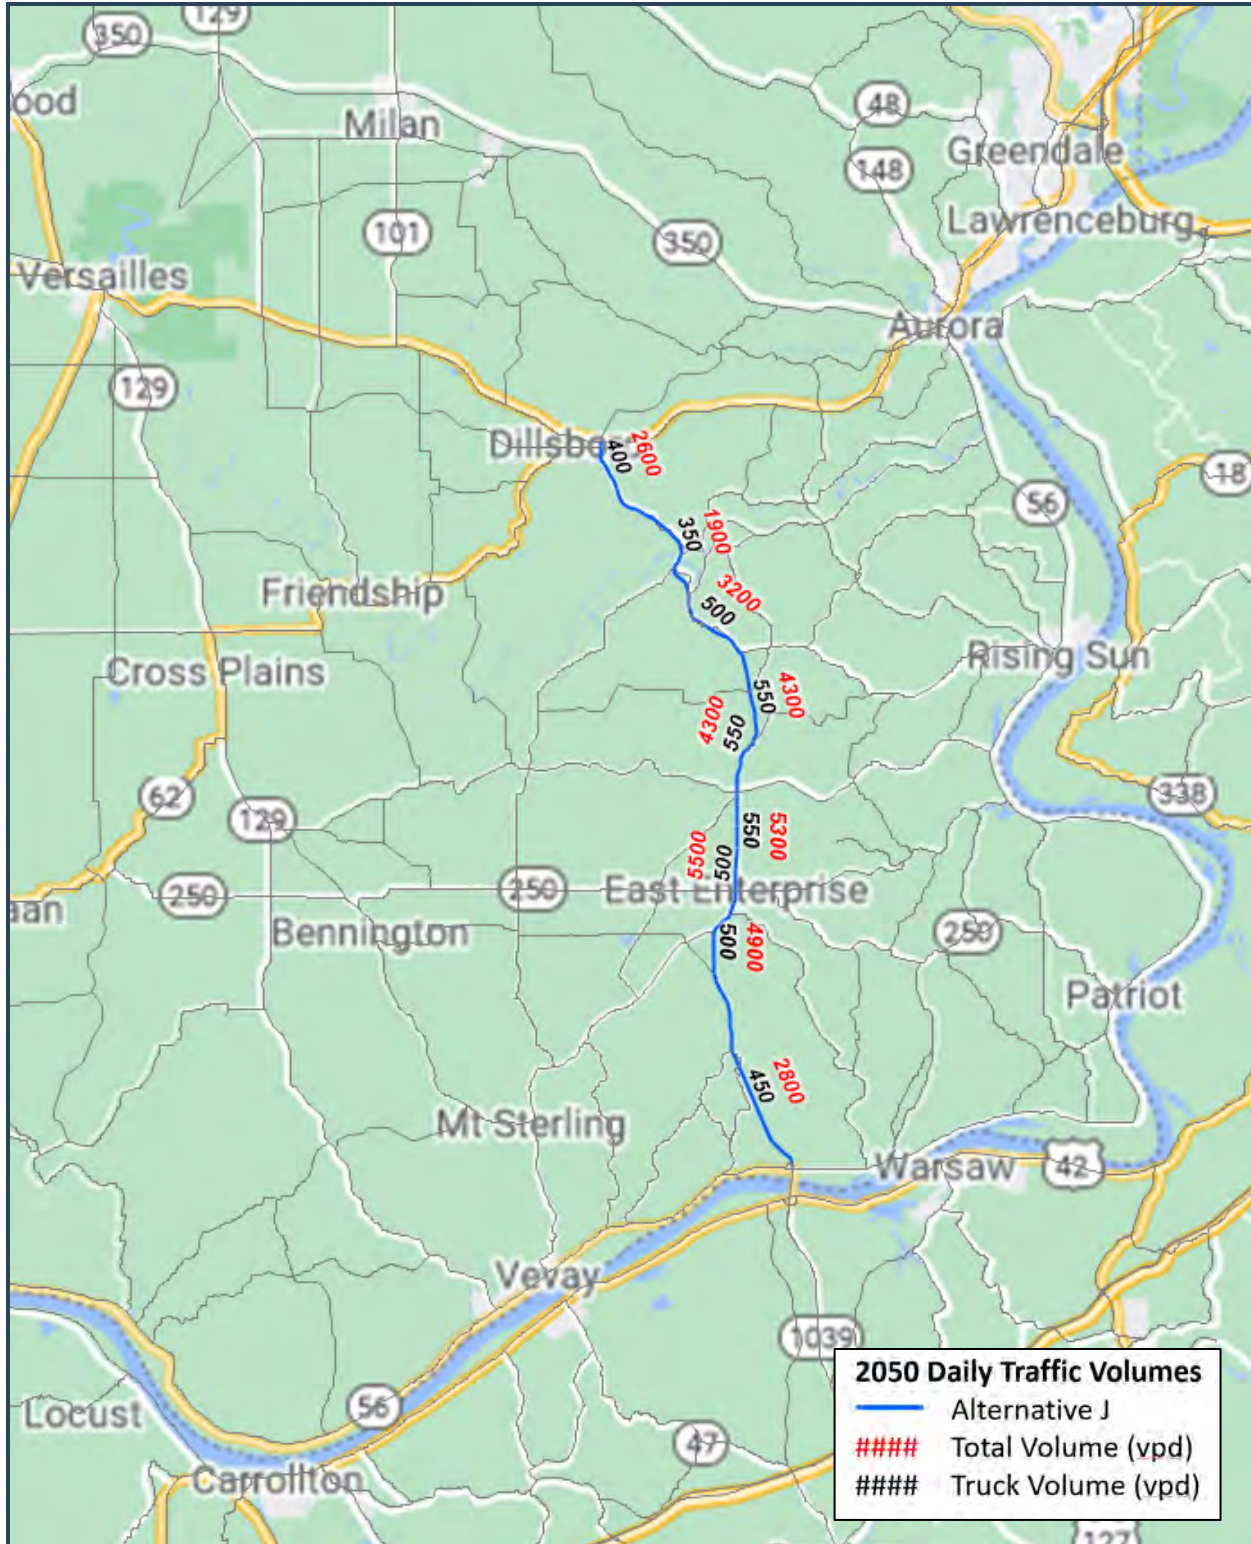 129
350
ood
Milan
48
Greendale
148
Lawrenceburg
101
350
Versailles
Aurora
129
Dillsboro
400
2600
18
56
350
1900
Friendship
500
3200
Rising Sun
Cross Plains
550
4300
4300
550
62
338
129
550
5300
5500
500
250
250
East Enterprise
aan
Bennington
500
4900
250
Patriot
450
2800
Mt Sterling
Warsaw
42
Vevay
1039
2050 Daily Traffic Volumes
Alternative J
#### Total Volume (vpd)
#### Truck Volume (vpd)
Locust
56
47
Carrollton
127